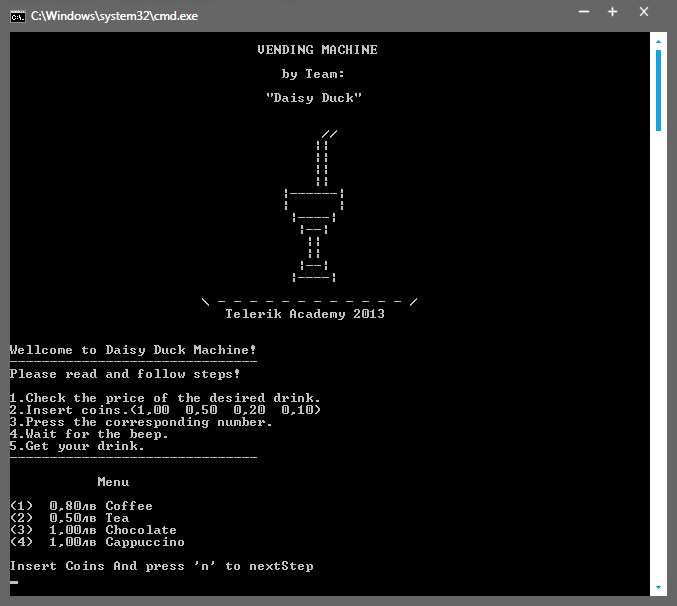 C:\Windows\system32\cmd.exe
VENDING MACHINE
by Team:
"Daisy Duck"
Telerik Academy 2013
Wellcome to Daisy Duck Machine!
Please read and follow steps!
1.Check the price of the desired drink.
2.Insert coins.(1,00  0,50  0,20  0,10)
3.Press the corresponding number.
4.Wait for the beep.
5.Get your drink.
Menu
(1)  0,80лв Coffee
(2)  0,50лв Tea
(3)  1,00лв Chocolate
(4)  1,00лв Cappuccino
Insert Coins And press 'n' to nextStep